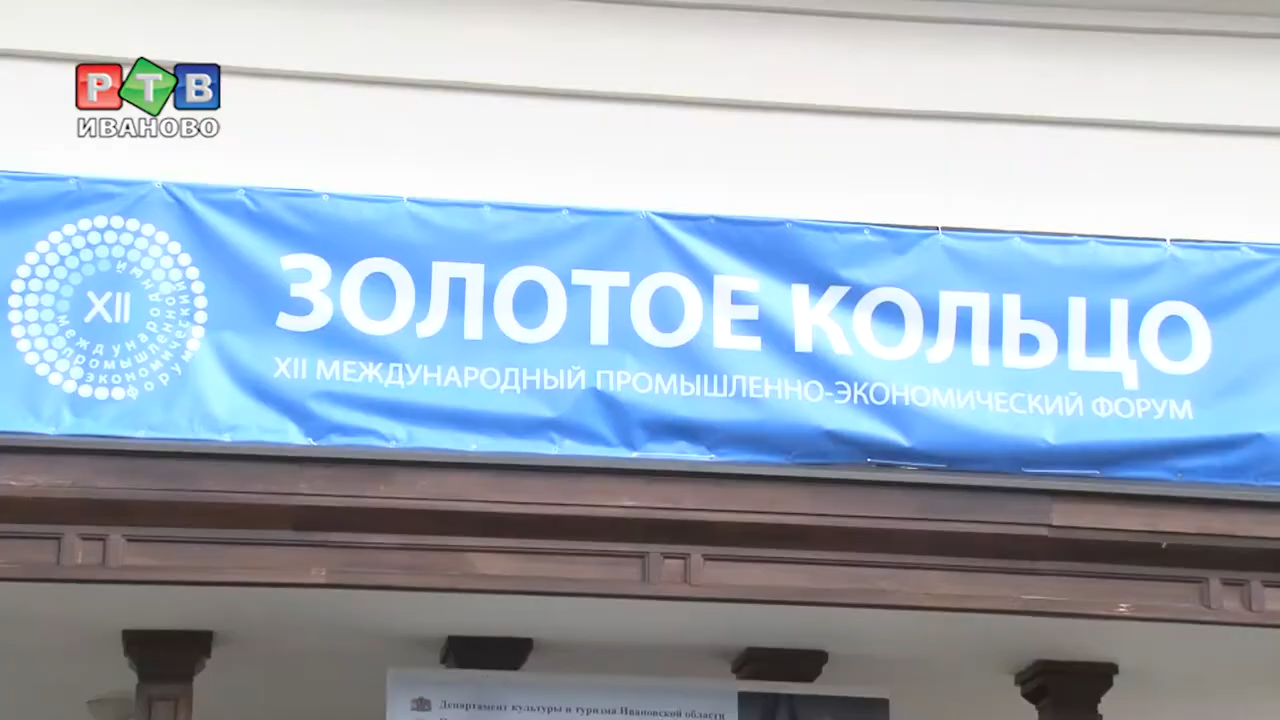 РТВ
ИВАНОВО
XII
международный
промышленно
экономический
форум
ЗОЛОТОЕ КОЛЬЦО
XII МЕЖДУНАРОДНЫЙ ПРОМЫШЛЕННО-ЭКОНОМИЧЕСКИЙ ФОРУМ
Департамент культуры и туризма Ивановской области